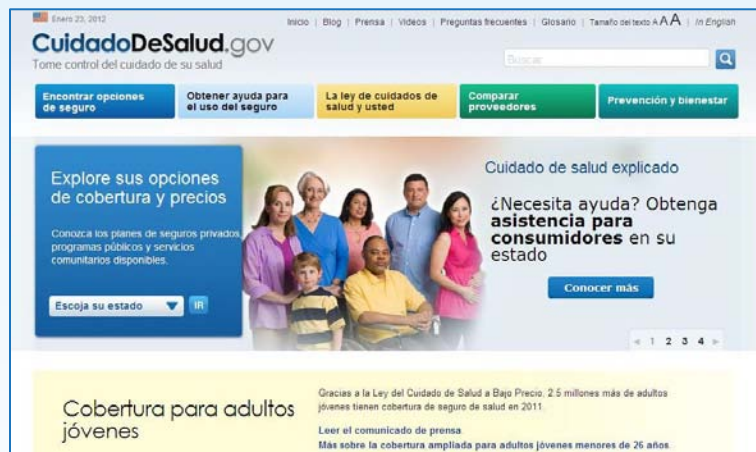 Enero 23, 2012
Inicio | Blog | Prensa | Videos | Preguntas frecuentes | Glosario | Tamaño del texto A A A | In English
CuidadoDeSalud.gov
Tome control del cuidado de su salud
Buscar
Encontrar opciones
de seguro
Obtener ayuda para
el uso del seguro
La ley de cuidados de
salud y usted
Comparar
proveedores
Prevención y bienestar
Explore sus opciones
de cobertura y precios
Conozca los planes de seguros privados,
programas públicos y servicios
comunitarios disponibles.
Escoja su estado
IR
Cuidado de salud explicado
¿Necesita ayuda? Obtenga
asistencia para
consumidores en su
estado
Conocer más
1 2 3 4
Cobertura para adultos
jóvenes
Gracias a la Ley del Cuidado de Salud a Bajo Precio, 2.5 millones más de adultos
jóvenes tienen cobertura de seguro de salud en 2011.
Leer el comunicado de prensa
Más sobre la cobertura ampliada para adultos jóvenes menores de 26 años